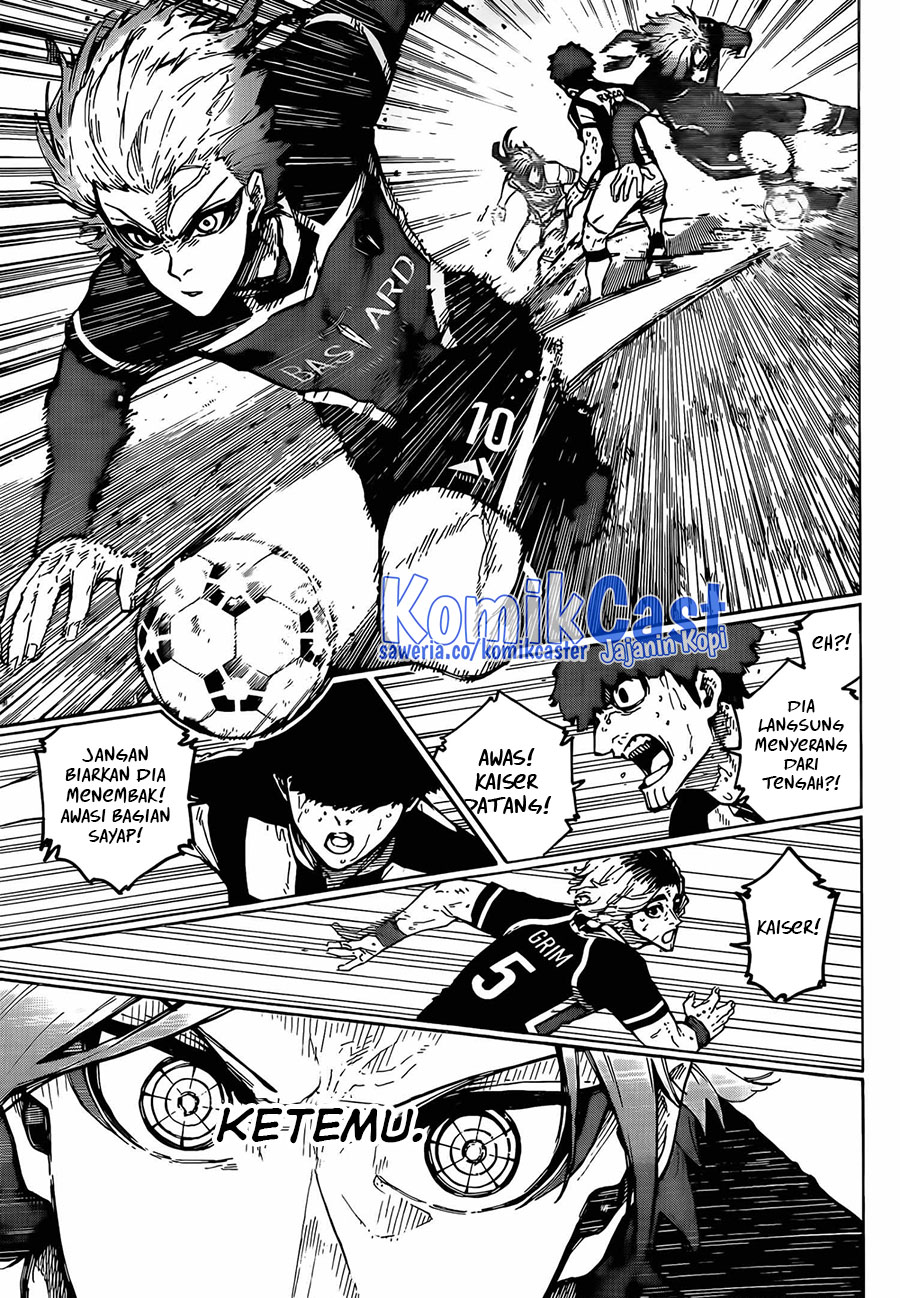 BASTARD
10
KomikCast
saweria.co/komikcaster Jajanin Kopi
EH?!
DIA
LANGSUNG
MENYERANG
DARI
TENGAH?!
AWAS!
KAISER
DATANG!
JANGAN
BIARKAN DIA
MENEMBAK!
AWASI BAGIAN
SAYAP!
KAISER!
GRIM
5
KETEMU.